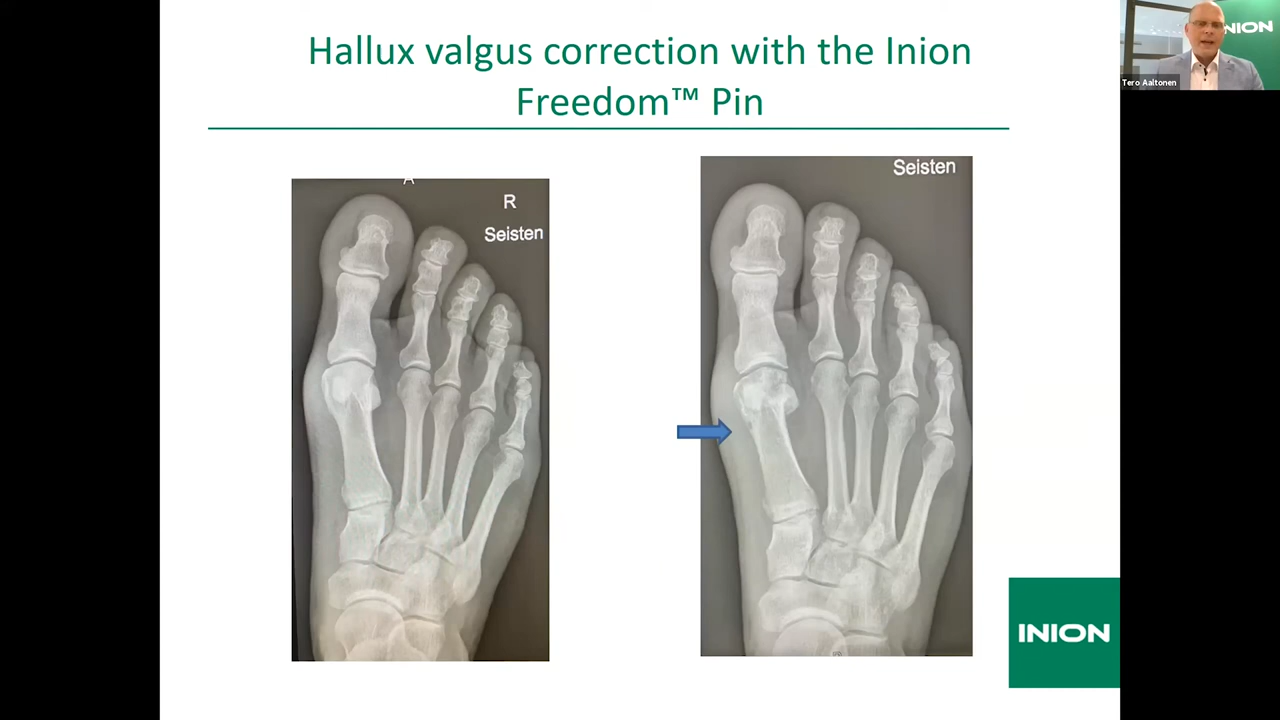 Hallux valgus correction with the Inion
Freedom™ Pin
INION
Tero Aaltonen
A
R
Seisten
Seisten
INION